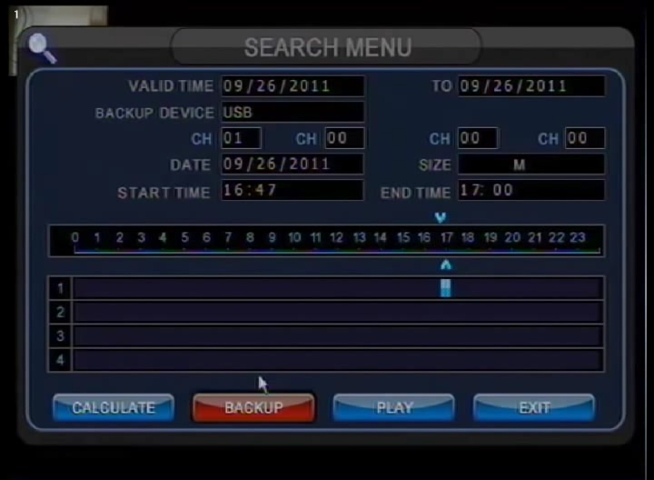 1
SEARCH MENU
VALID TIME 09/26/2011 TO 09/26/2011
BACKUP DEVICE USB
CH 01 CH 00 CH 00 CH 00
DATE 09/26/2011 SIZE M
START TIME 16:47 END TIME 17:00
0 1 2 3 4 5 6 7 8 9 10 11 12 13 14 15 16 17 18 19 20 21 22 23
1
2
3
4
CALCULATE BACKUP PLAY EXIT